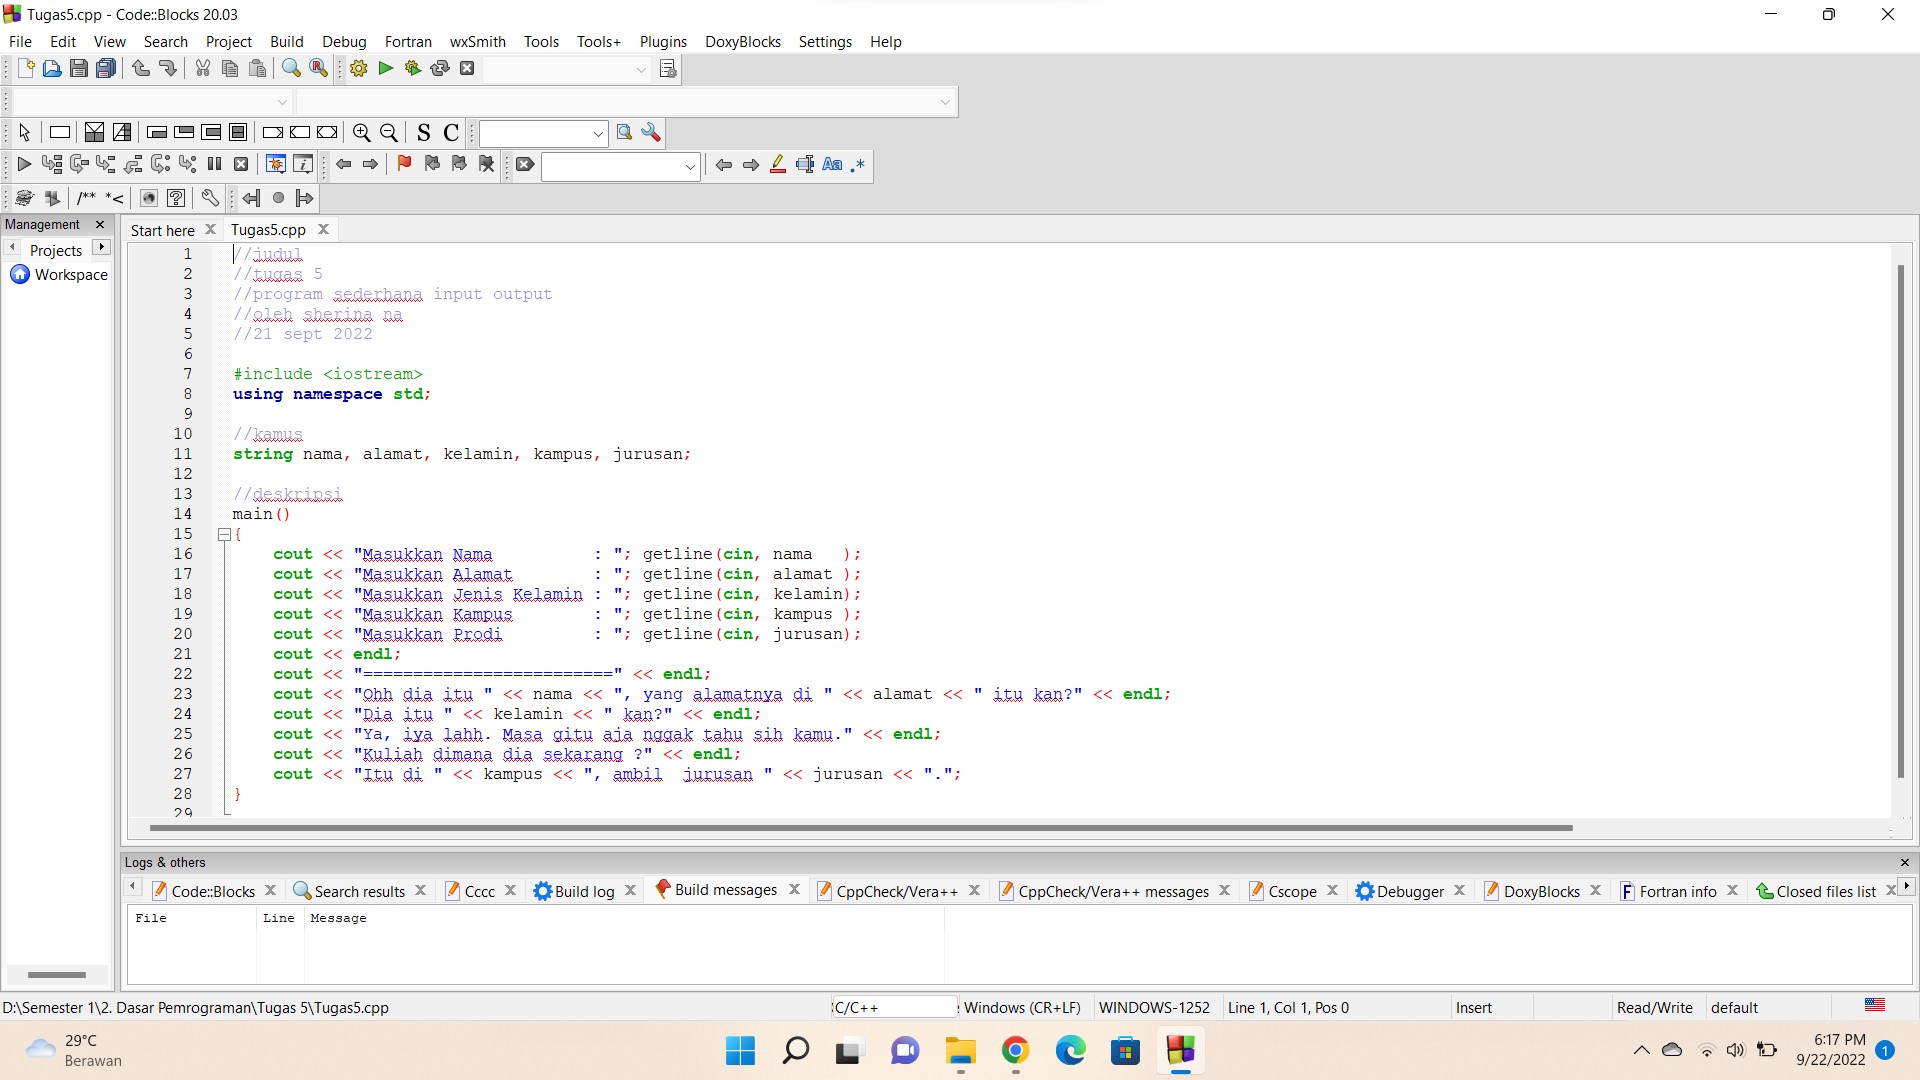 Tugas5.cpp - Code::Blocks 20.03
File Edit View Search Project Build Debug Fortran wxSmith Tools Tools+ Plugins DoxyBlocks Settings Help
S C
Aa .*
/** *<
Management
Start here Tugas5.cpp
Projects
Workspace
1 //judul
2 //tugas 5
3 //program sederhana input output
4 //oleh sherina na
5 //21 sept 2022
6
7 #include <iostream>
8 using namespace std;
9
10 //kamus
11 string nama, alamat, kelamin, kampus, jurusan;
12
13 //deskripsi
14 main()
15 {
16     cout << "Masukkan Nama          : "; getline(cin, nama   );
17     cout << "Masukkan Alamat        : "; getline(cin, alamat );
18     cout << "Masukkan Jenis Kelamin : "; getline(cin, kelamin);
19     cout << "Masukkan Kampus        : "; getline(cin, kampus );
20     cout << "Masukkan Prodi         : "; getline(cin, jurusan);
21     cout << endl;
22     cout << "=========================" << endl;
23     cout << "Ohh dia itu " << nama << ", yang alamatnya di " << alamat << " itu kan?" << endl;
24     cout << "Dia itu " << kelamin << " kan?" << endl;
25     cout << "Ya, iya lahh. Masa gitu aja nggak tahu sih kamu." << endl;
26     cout << "Kuliah dimana dia sekarang ?" << endl;
27     cout << "Itu di " << kampus << ", ambil  jurusan " << jurusan << ".";
28 }
29
Logs & others
Code::Blocks Search results Cccc Build log Build messages CppCheck/Vera++ CppCheck/Vera++ messages Cscope Debugger DoxyBlocks Fortran info Closed files list
File Line Message
D:\Semester 1\2. Dasar Pemrograman\Tugas 5\Tugas5.cpp C/C++ Windows (CR+LF) WINDOWS-1252 Line 1, Col 1, Pos 0 Insert Read/Write default
29°C
Berawan
6:17 PM
9/22/2022
1